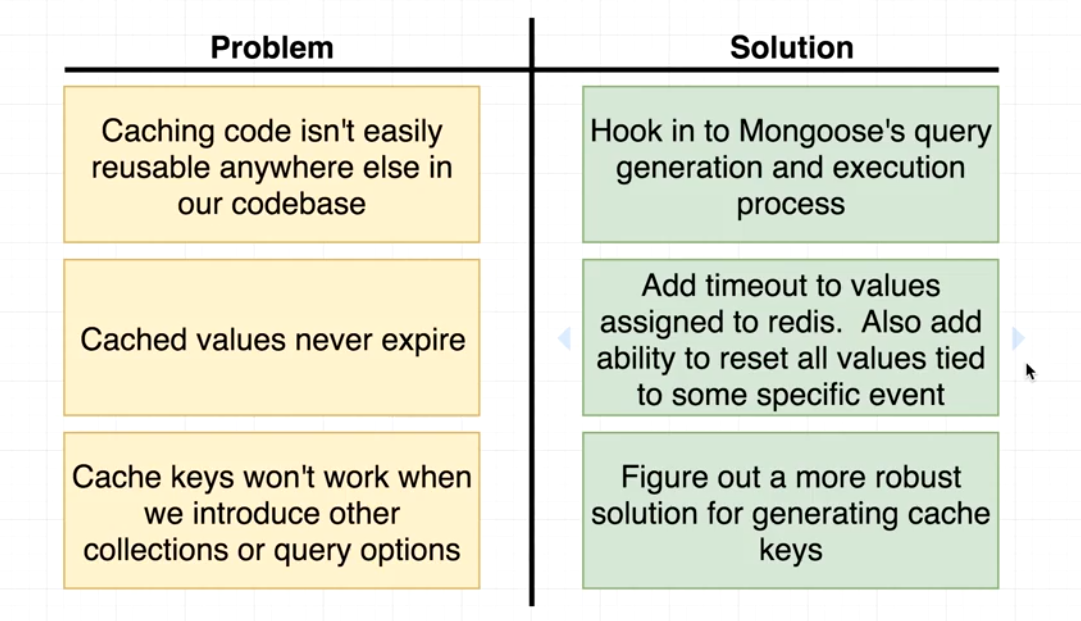 Problem
Solution
Caching code isn't easily
reusable anywhere else in
our codebase
Hook in to Mongoose's query
generation and execution
process
Cached values never expire
Add timeout to values
assigned to redis.  Also add
ability to reset all values tied
to some specific event
Cache keys won't work when
we introduce other
collections or query options
Figure out a more robust
solution for generating cache
keys